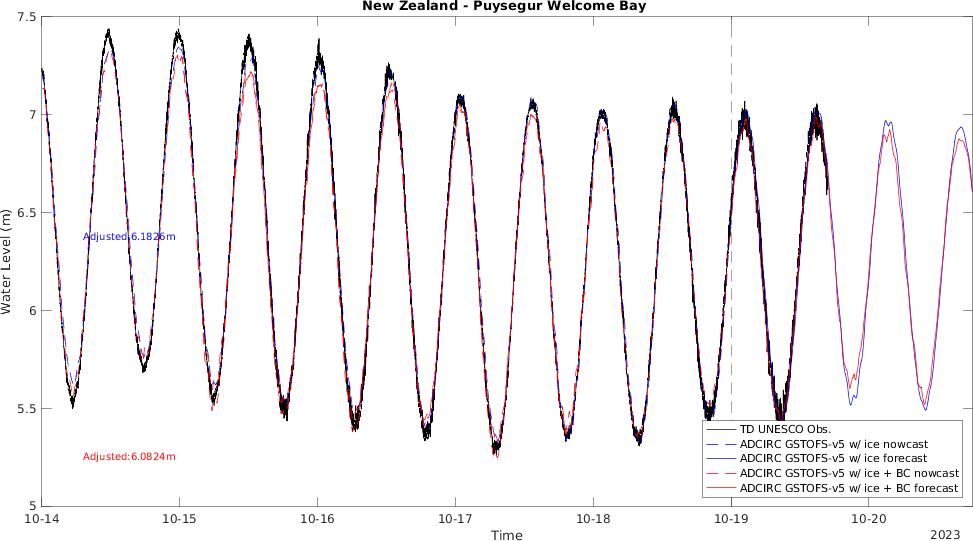 New Zealand - Puysegur Welcome Bay
7.5
7
6.5
6
5.5
5
Water Level (m)
Adjusted:6.1826m
Adjusted:6.0824m
TD UNESCO Obs.
ADCIRC GSTOFS-v5 w/ ice nowcast
ADCIRC GSTOFS-v5 w/ ice forecast
ADCIRC GSTOFS-v5 w/ ice + BC nowcast
ADCIRC GSTOFS-v5 w/ ice + BC forecast
10-14 10-15 10-16 10-17 10-18 10-19 10-20
Time
2023